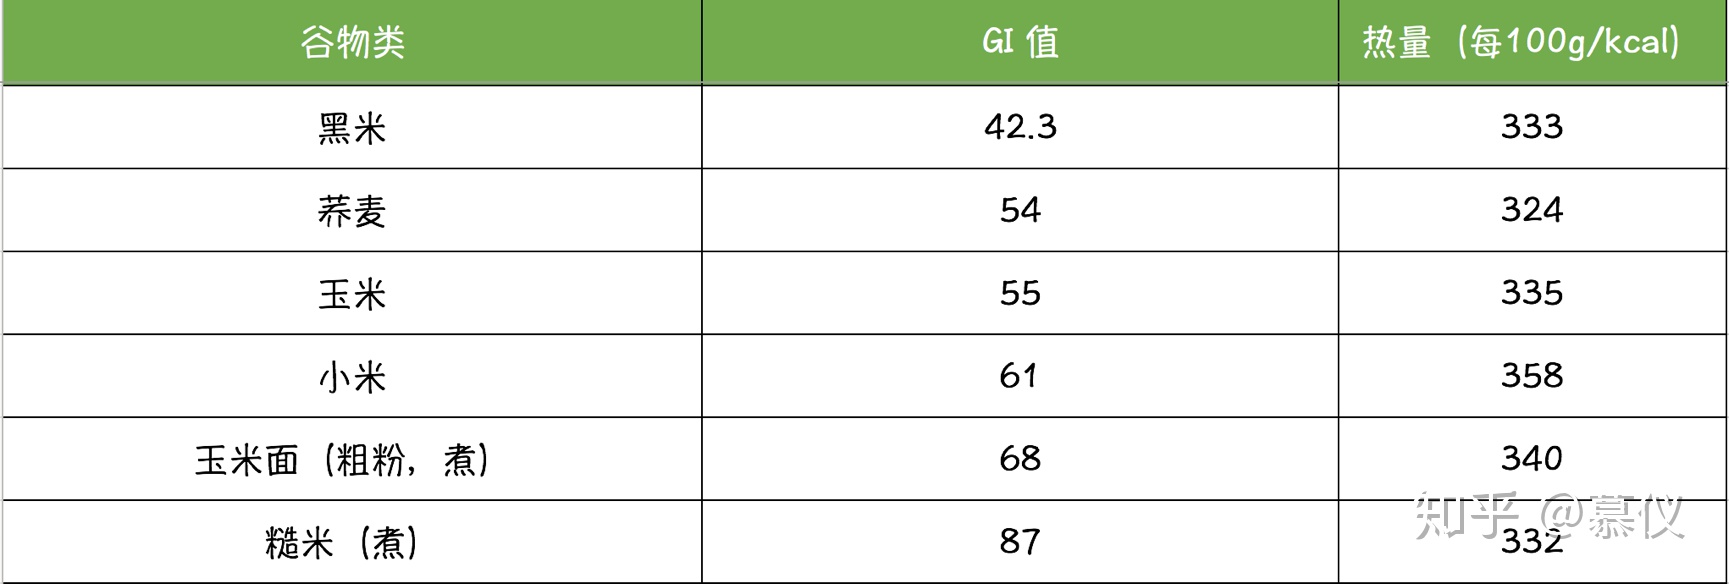 谷物类 GI 值 热量（每100g/kcal）
黑米 42.3 333
荞麦 54 324
玉米 55 335
小米 61 358
玉米面（粗粉，煮） 68 340
糙米（煮） 87 332
知乎 @慕仪